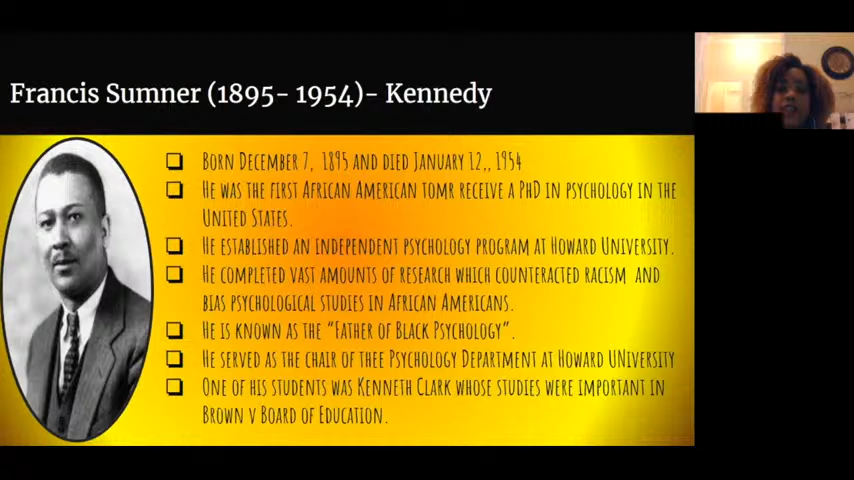 Francis Sumner (1895- 1954)- Kennedy
Born December 7, 1895 and died January 12,, 1954
He was the first African American tomr receive a PhD in psychology in the
United States.
He established an independent psychology program at Howard University.
He completed vast amounts of research which counteracted racism and
bias psychological studies in African Americans.
He is known as the "Father of Black Psychology".
He served as the chair of thee Psychology Department at Howard UNiversity
One of his students was Kenneth Clark whose studies were important in
Brown v Board of Education.